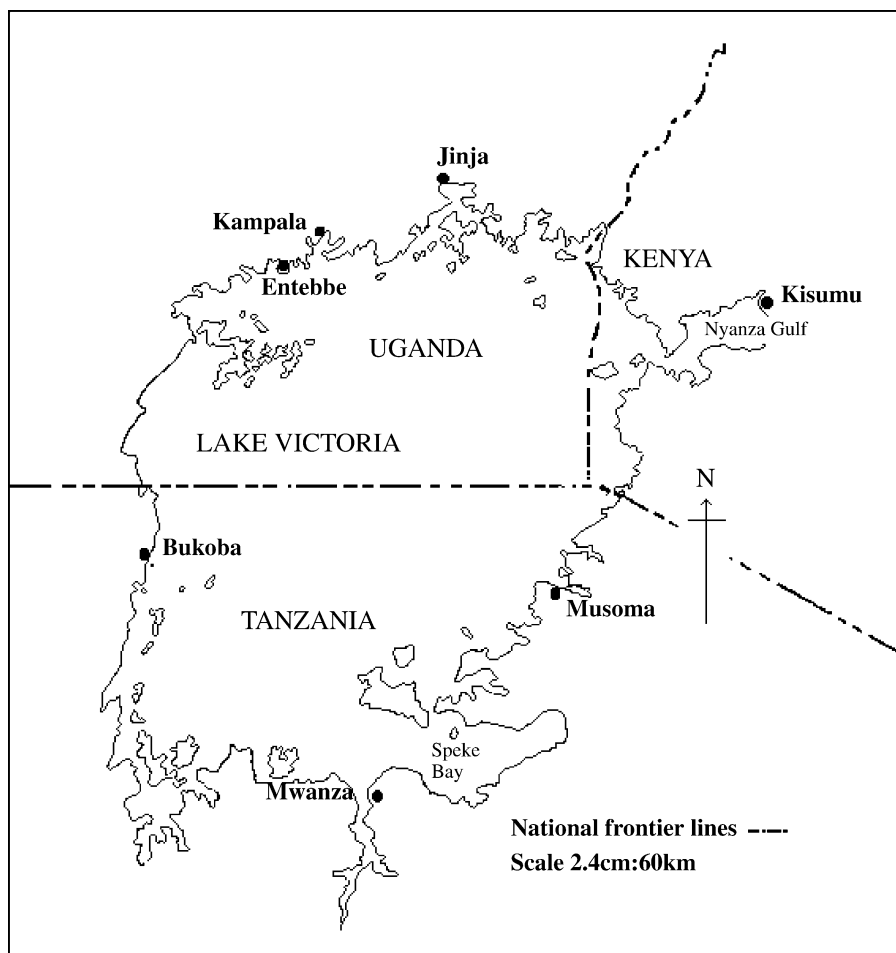 Jinja
Kampala
KENYA
Entebbe
Kisumu
Nyanza Gulf
UGANDA
LAKE VICTORIA
N
Bukoba
Musoma
TANZANIA
Speke
Bay
Mwanza
National frontier lines
Scale 2.4cm:60km